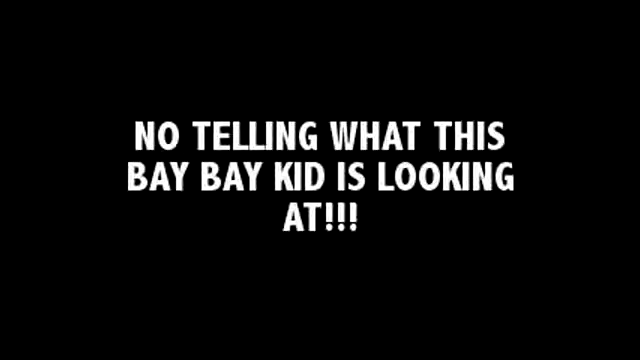 NO TELLING WHAT THIS
BAY BAY KID IS LOOKING
AT!!!